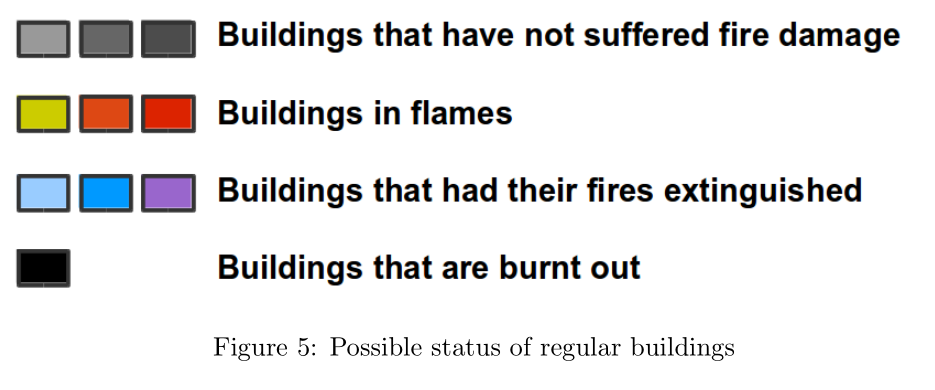 Buildings that have not suffered fire damage
Buildings in flames
Buildings that had their fires extinguished
Buildings that are burnt out
Figure 5: Possible status of regular buildings